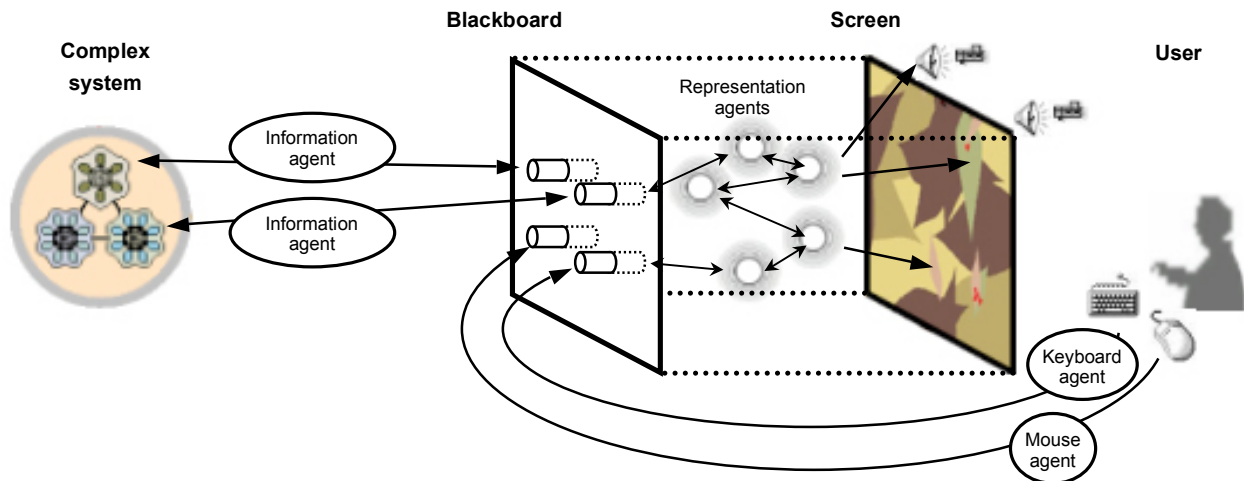 Blackboard
Screen
Complex
system
User
Representation
agents
Information
agent
Information
agent
Keyboard
agent
Mouse
agent